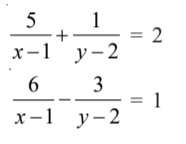 5/(x−1) + 1/(y−2) = 2
6/(x−1) − 3/(y−2) = 1